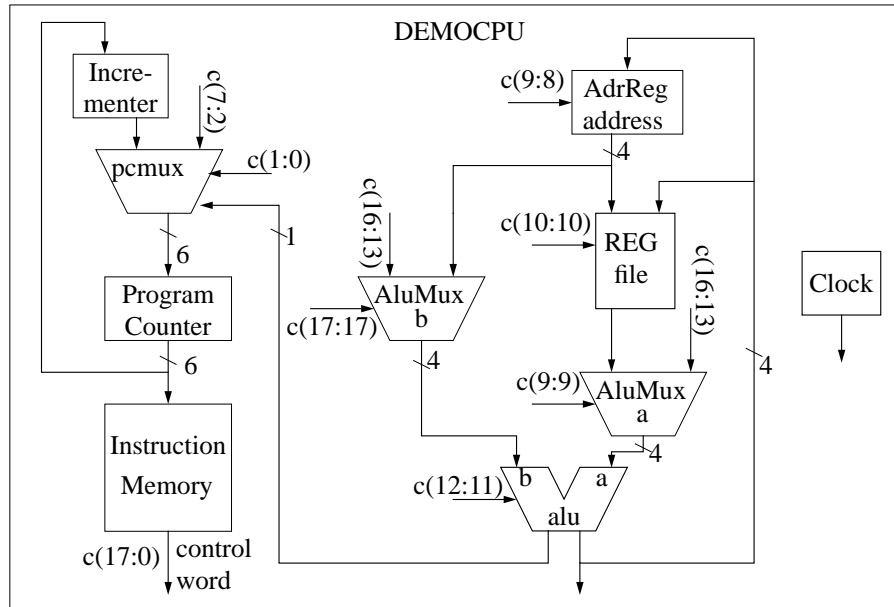 DEMOCPU
Incre-
menter
c(7:2)
pcmux
c(1:0)
6
1
Program
Counter
6
Instruction
Memory
c(17:0)
control
word
c(9:8)
AdrReg
address
4
c(16:13)
c(10:10)
REG
file
c(16:13)
AluMux
b
c(17:17)
4
c(9:9)
AluMux
a
4
4
b
a
c(12:11)
alu
Clock